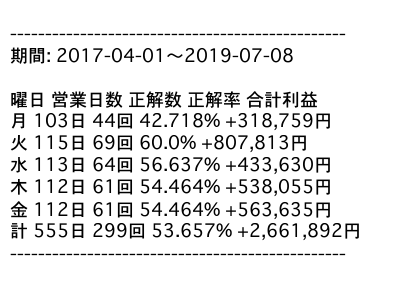 ------------------------------------------------
期間: 2017-04-01〜2019-07-08
曜日 営業日数 正解数 正解率 合計利益
月 103日 44回 42.718% +318,759円
火 115日 69回 60.0% +807,813円
水 113日 64回 56.637% +433,630円
木 112日 61回 54.464% +538,055円
金 112日 61回 54.464% +563,635円
計 555日 299回 53.657% +2,661,892円
------------------------------------------------